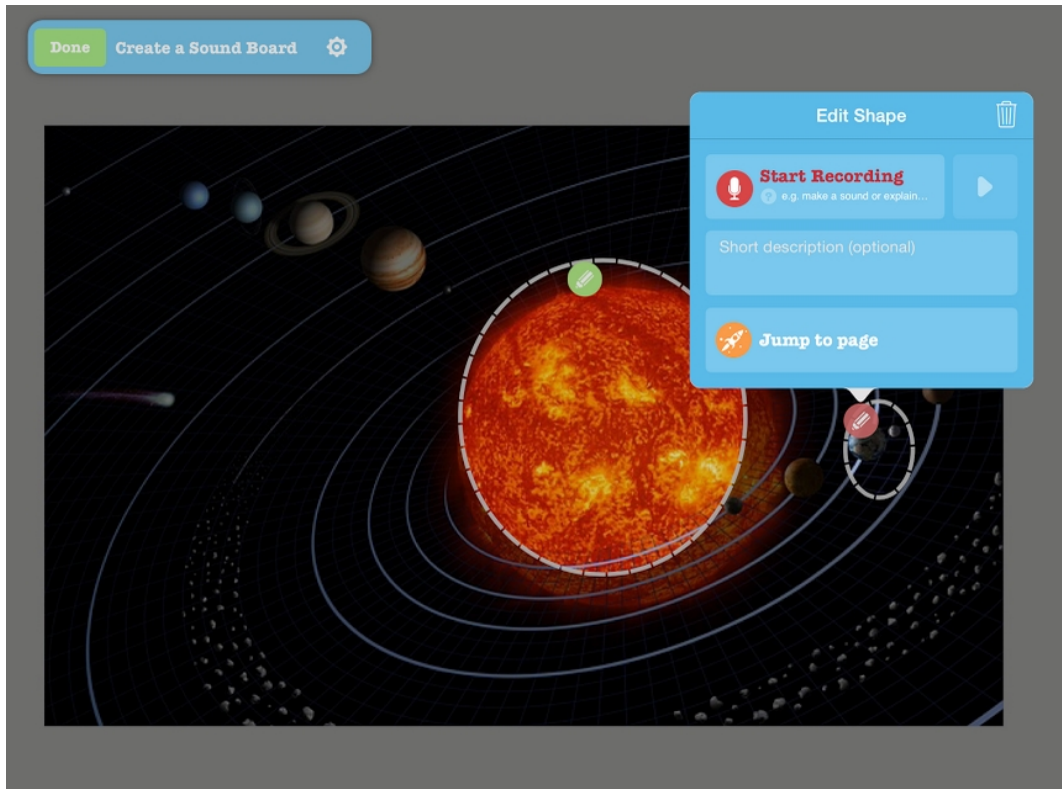 Done Create a Sound Board
Edit Shape
Start Recording
e.g. make a sound or explain...
Short description (optional)
Jump to page